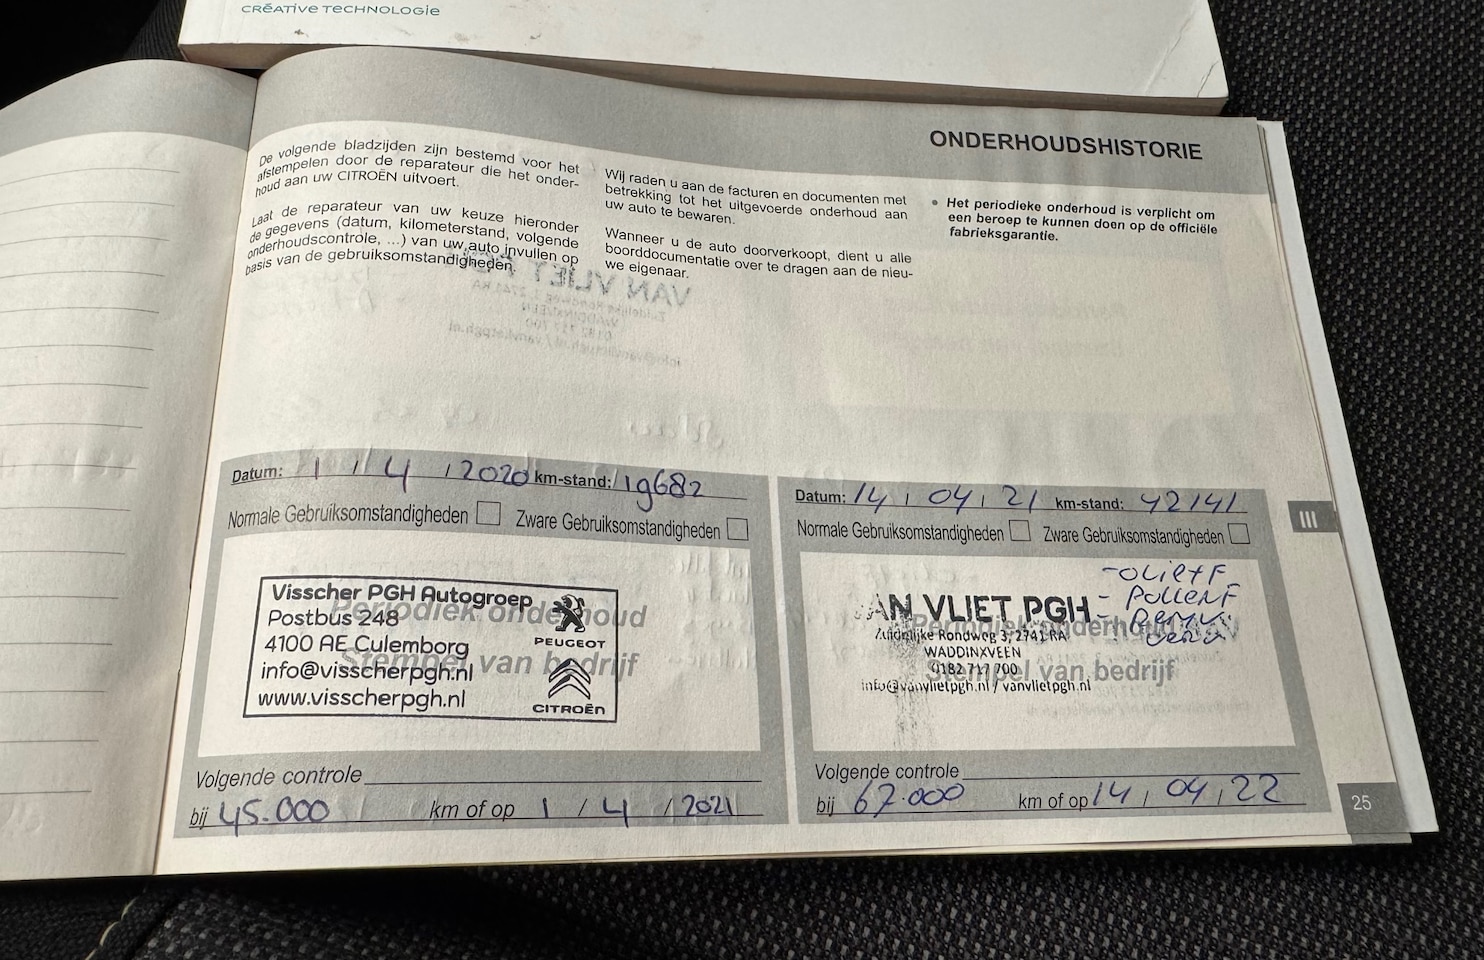 CRÉATIVE TECHNOLOGIE
ONDERHOUDSHISTORIE
De volgende bladzijden zijn bestemd voor het
afstempelen door de reparateur die het onder-
houd aan uw CITROËN uitvoert.
Laat de reparateur van uw keuze hieronder
de gegevens (datum, kilometerstand, volgende
onderhoudscontrole, ...) van uw auto invullen op
basis van de gebruiksomstandigheden.
Wij raden u aan de facturen en documenten met
betrekking tot het uitgevoerde onderhoud aan
uw auto te bewaren.
Wanneer u de auto doorverkoopt, dient u alle
boorddocumentatie over te dragen aan de nieu-
we eigenaar.
• Het periodieke onderhoud is verplicht om
een beroep te kunnen doen op de officiële
fabrieksgarantie.
Datum: 1 / 4 / 2020 km-stand: 19682
Normale Gebruiksomstandigheden Zware Gebruiksomstandigheden
Periodiek onderhoud
Stempel van bedrijf
Visscher PGH Autogroep
Postbus 248
4100 AE Culemborg
info@visscherpgh.nl
www.visscherpgh.nl
PEUGEOT
CITROËN
Volgende controle
bij 45.000 km of op 1 / 4 / 2021
Datum: 14 / 04 / 21 km-stand: 42141
Normale Gebruiksomstandigheden Zware Gebruiksomstandigheden
Periodiek onderhoud
Stempel van bedrijf
AN VLIET PGH
Zuidelijke Rondweg 3, 2741 RA
WADDINXVEEN
0182 717 700
info@vanvlietpgh.nl / vanvlietpgh.nl
- OLIETF
- POLLENF
Volgende controle
bij 67.000 km of op 14 / 04 / 22
III
25